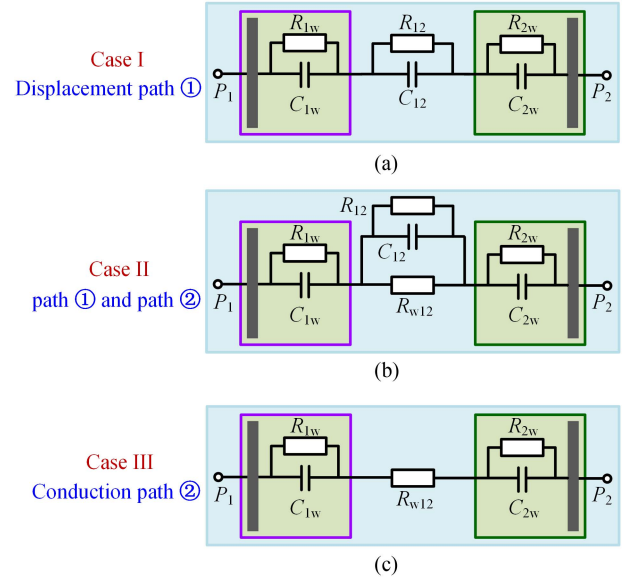 Case I
Displacement path ①
P1
R1w
C1w
R12
C12
R2w
C2w
P2
(a)
Case II
path ① and path ②
P1
R1w
C1w
R12
C12
Rw12
R2w
C2w
P2
(b)
Case III
Conduction path ②
P1
R1w
C1w
Rw12
R2w
C2w
P2
(c)